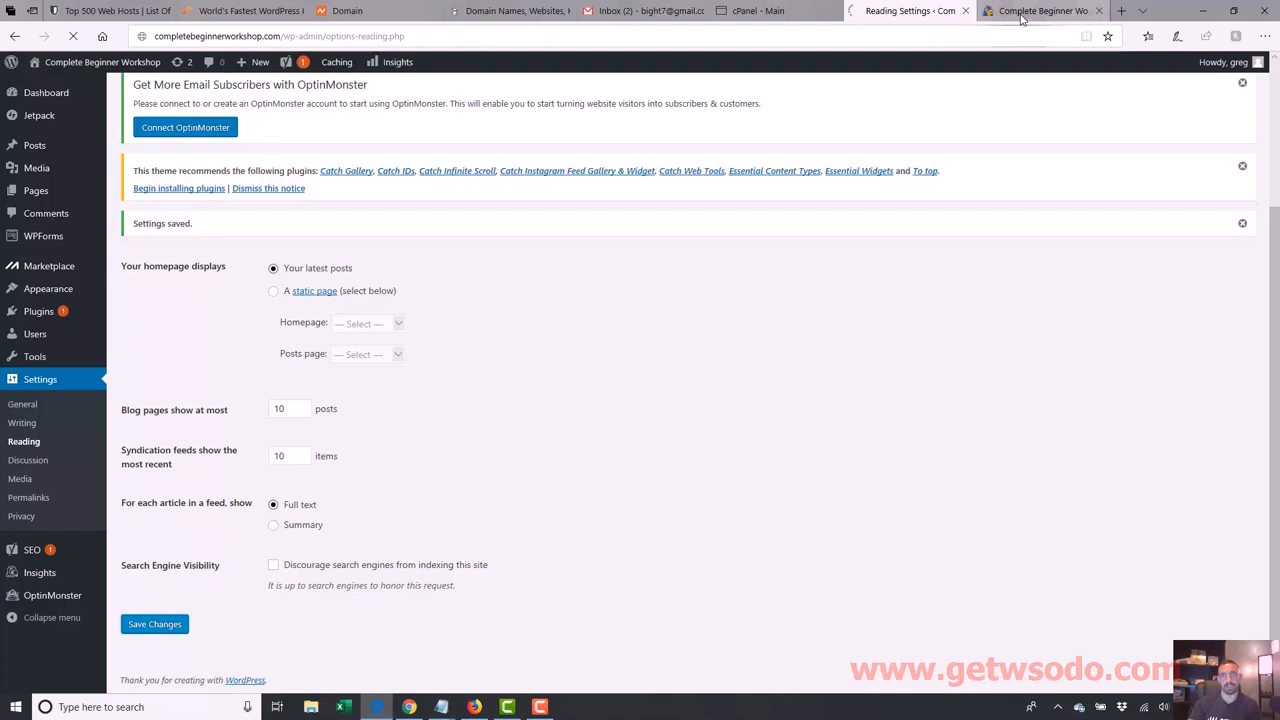 Top 500 Web Hosts
World's Fastest WordPress I
Domain
Domain Names, Websites, H
Inbox (2) - bight7@gmail.cc
cPanel - Main
Reading Settings ‹ Com
Complete Beginner Wo
completebeginnerworkshop.com/wp-admin/options-reading.php
Complete Beginner Workshop
2
0
New
1
Caching
Insights
Howdy, greg
Dashboard
Jetpack
Posts
Media
Pages
Comments
WPForms
Marketplace
Appearance
Plugins 1
Users
Tools
Settings
General
Writing
Reading
Discussion
Media
Permalinks
Privacy
SEO 1
Insights
OptinMonster
Collapse menu
Get More Email Subscribers with OptinMonster
Please connect to or create an OptinMonster account to start using OptinMonster. This will enable you to start turning website visitors into subscribers & customers.
Connect OptinMonster
This theme recommends the following plugins: Catch Gallery, Catch IDs, Catch Infinite Scroll, Catch Instagram Feed Gallery & Widget, Catch Web Tools, Essential Content Types, Essential Widgets and To top.
Begin installing plugins | Dismiss this notice
Settings saved.
Your homepage displays
Your latest posts
A static page (select below)
Homepage: — Select —
Posts page: — Select —
Blog pages show at most
10 posts
Syndication feeds show the most recent
10 items
For each article in a feed, show
Full text
Summary
Search Engine Visibility
Discourage search engines from indexing this site
It is up to search engines to honor this request.
Save Changes
Thank you for creating with WordPress.
www.getwsodo.com
Type here to search